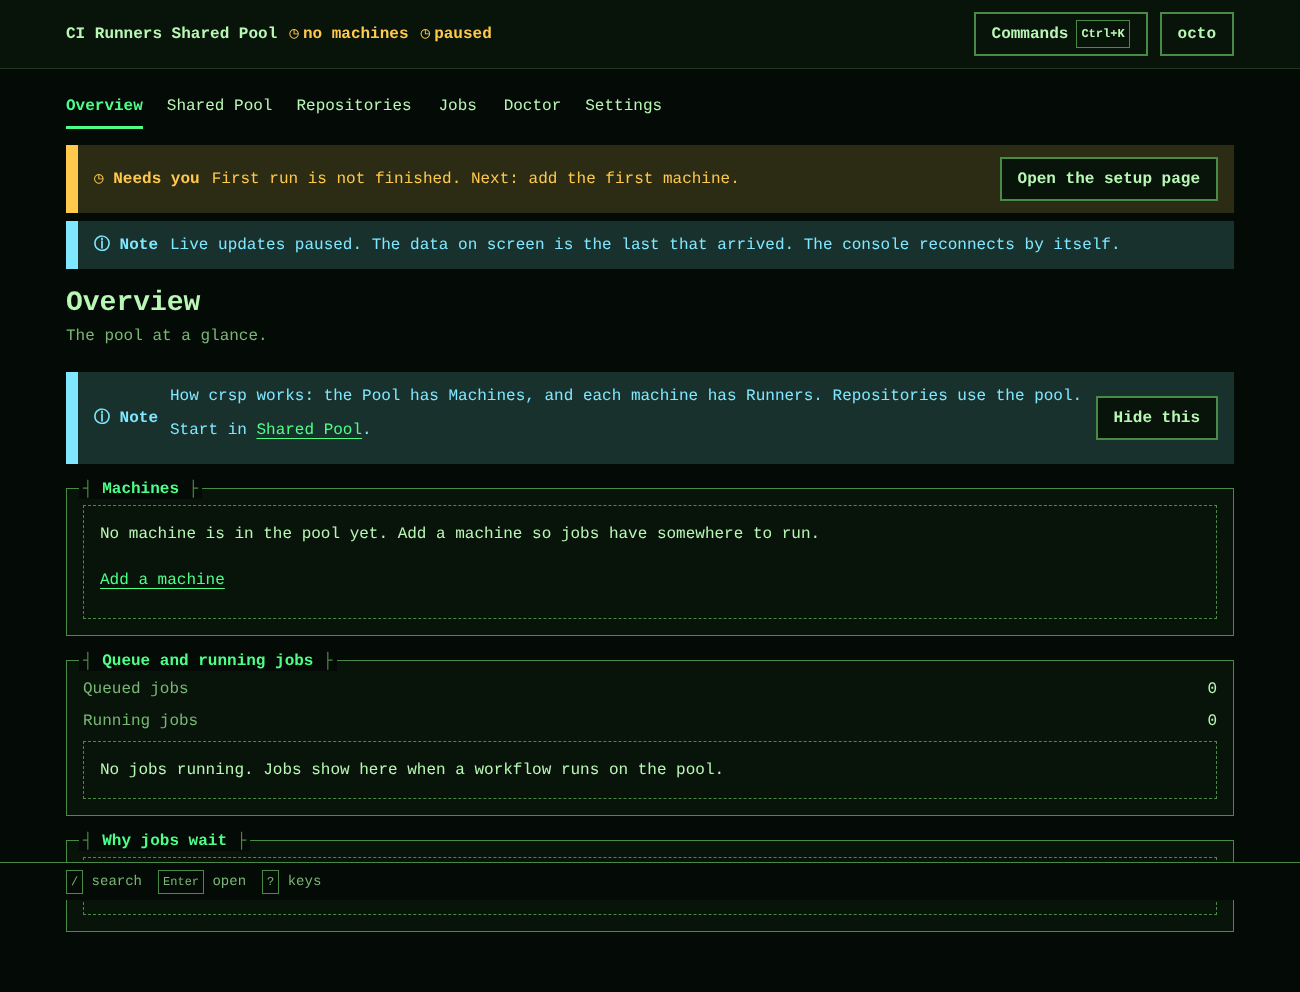 CI Runners Shared Pool ◷ no machines ◷ paused
Commands Ctrl+K octo
Overview Shared Pool Repositories Jobs Doctor Settings
◷ Needs you First run is not finished. Next: add the first machine. Open the setup page
ⓘ Note Live updates paused. The data on screen is the last that arrived. The console reconnects by itself.
Overview
The pool at a glance.
ⓘ Note How crsp works: the Pool has Machines, and each machine has Runners. Repositories use the pool.
Start in Shared Pool.
Hide this
Machines
No machine is in the pool yet. Add a machine so jobs have somewhere to run.
Add a machine
Queue and running jobs
Queued jobs 0
Running jobs 0
No jobs running. Jobs show here when a workflow runs on the pool.
Why jobs wait
/ search Enter open ? keys